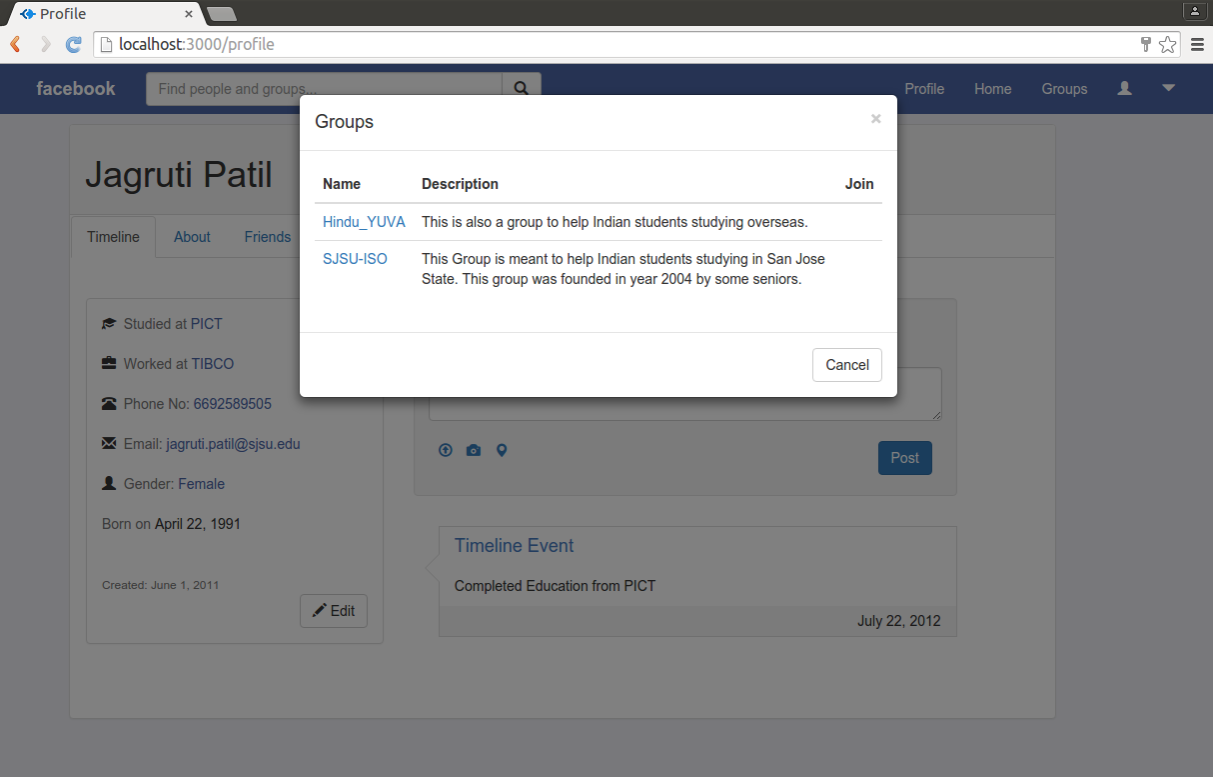 Profile
localhost:3000/profile
facebook
Find people and groups...
Profile Home Groups
Groups ×
Name Description Join
Hindu_YUVA This is also a group to help Indian students studying overseas.
SJSU-ISO This Group is meant to help Indian students studying in San Jose
State. This group was founded in year 2004 by some seniors.
Cancel
Jagruti Patil
Timeline About Friends
Studied at PICT
Worked at TIBCO
Phone No: 6692589505
Email: jagruti.patil@sjsu.edu
Gender: Female
Born on April 22, 1991
Created: June 1, 2011
Edit
Post
Timeline Event
Completed Education from PICT
July 22, 2012